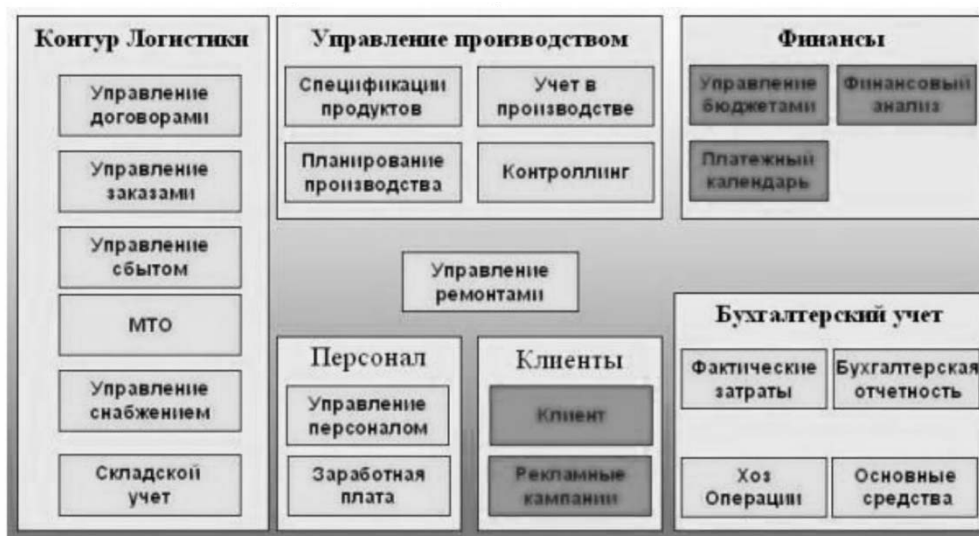 Контур Логистики
Управление
договорами
Управление
заказами
Управление
сбытом
МТО
Управление
снабжением
Складской
учет
Управление производством
Спецификации
продуктов
Учет в
производстве
Планирование
производства
Контроллинг
Финансы
Управление
бюджетами
Финансовый
анализ
Платежный
календарь
Управление
ремонтами
Персонал
Управление
персоналом
Заработная
плата
Клиенты
Клиент
Рекламные
кампании
Бухгалтерский учет
Фактические
затраты
Бухгалтерская
отчетность
Хоз
Операции
Основные
средства